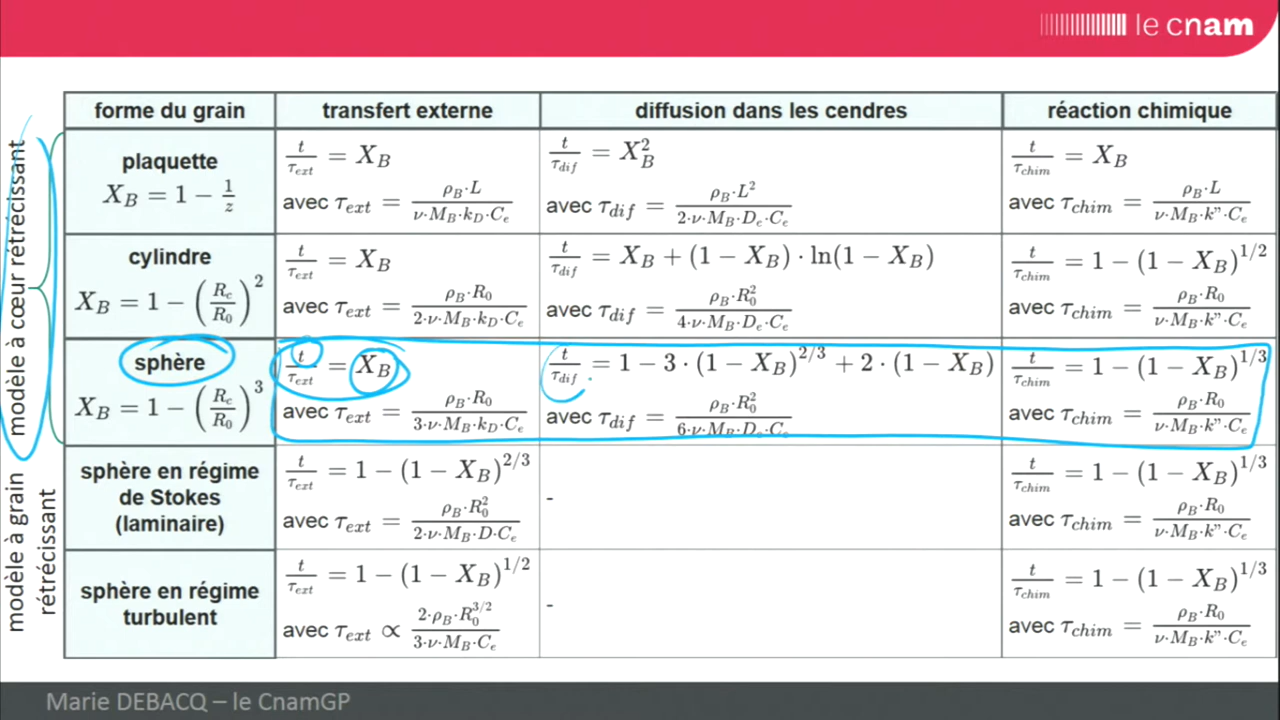 le cnam
forme du grain	transfert externe	diffusion dans les cendres	réaction chimique
modèle à cœur rétrécissant
plaquette
X_B = 1 − 1/z
t/τ_ext = X_B
avec τ_ext = ρ_B·L / ν·M_B·k_D·C_e
t/τ_dif = X_B^2
avec τ_dif = ρ_B·L^2 / 2·ν·M_B·D_e·C_e
t/τ_chim = X_B
avec τ_chim = ρ_B·L / ν·M_B·k"·C_e
cylindre
X_B = 1 − (R_c/R_0)^2
t/τ_ext = X_B
avec τ_ext = ρ_B·R_0 / 2·ν·M_B·k_D·C_e
t/τ_dif = X_B + (1 − X_B) · ln(1 − X_B)
avec τ_dif = ρ_B·R_0^2 / 4·ν·M_B·D_e·C_e
t/τ_chim = 1 − (1 − X_B)^1/2
avec τ_chim = ρ_B·R_0 / ν·M_B·k"·C_e
sphère
X_B = 1 − (R_c/R_0)^3
t/τ_ext = X_B
avec τ_ext = ρ_B·R_0 / 3·ν·M_B·k_D·C_e
t/τ_dif = 1 − 3 · (1 − X_B)^2/3 + 2 · (1 − X_B)
avec τ_dif = ρ_B·R_0^2 / 6·ν·M_B·D_e·C_e
t/τ_chim = 1 − (1 − X_B)^1/3
avec τ_chim = ρ_B·R_0 / ν·M_B·k"·C_e
modèle à grain
rétrécissant
sphère en régime
de Stokes
(laminaire)
t/τ_ext = 1 − (1 − X_B)^2/3
avec τ_ext = ρ_B·R_0^2 / 2·ν·M_B·D·C_e
-
t/τ_chim = 1 − (1 − X_B)^1/3
avec τ_chim = ρ_B·R_0 / ν·M_B·k"·C_e
sphère en régime
turbulent
t/τ_ext = 1 − (1 − X_B)^1/2
avec τ_ext ∝ 2·ρ_B·R_0^3/2 / 3·ν·M_B·C_e
-
t/τ_chim = 1 − (1 − X_B)^1/3
avec τ_chim = ρ_B·R_0 / ν·M_B·k"·C_e
Marie DEBACQ – le CnamGP